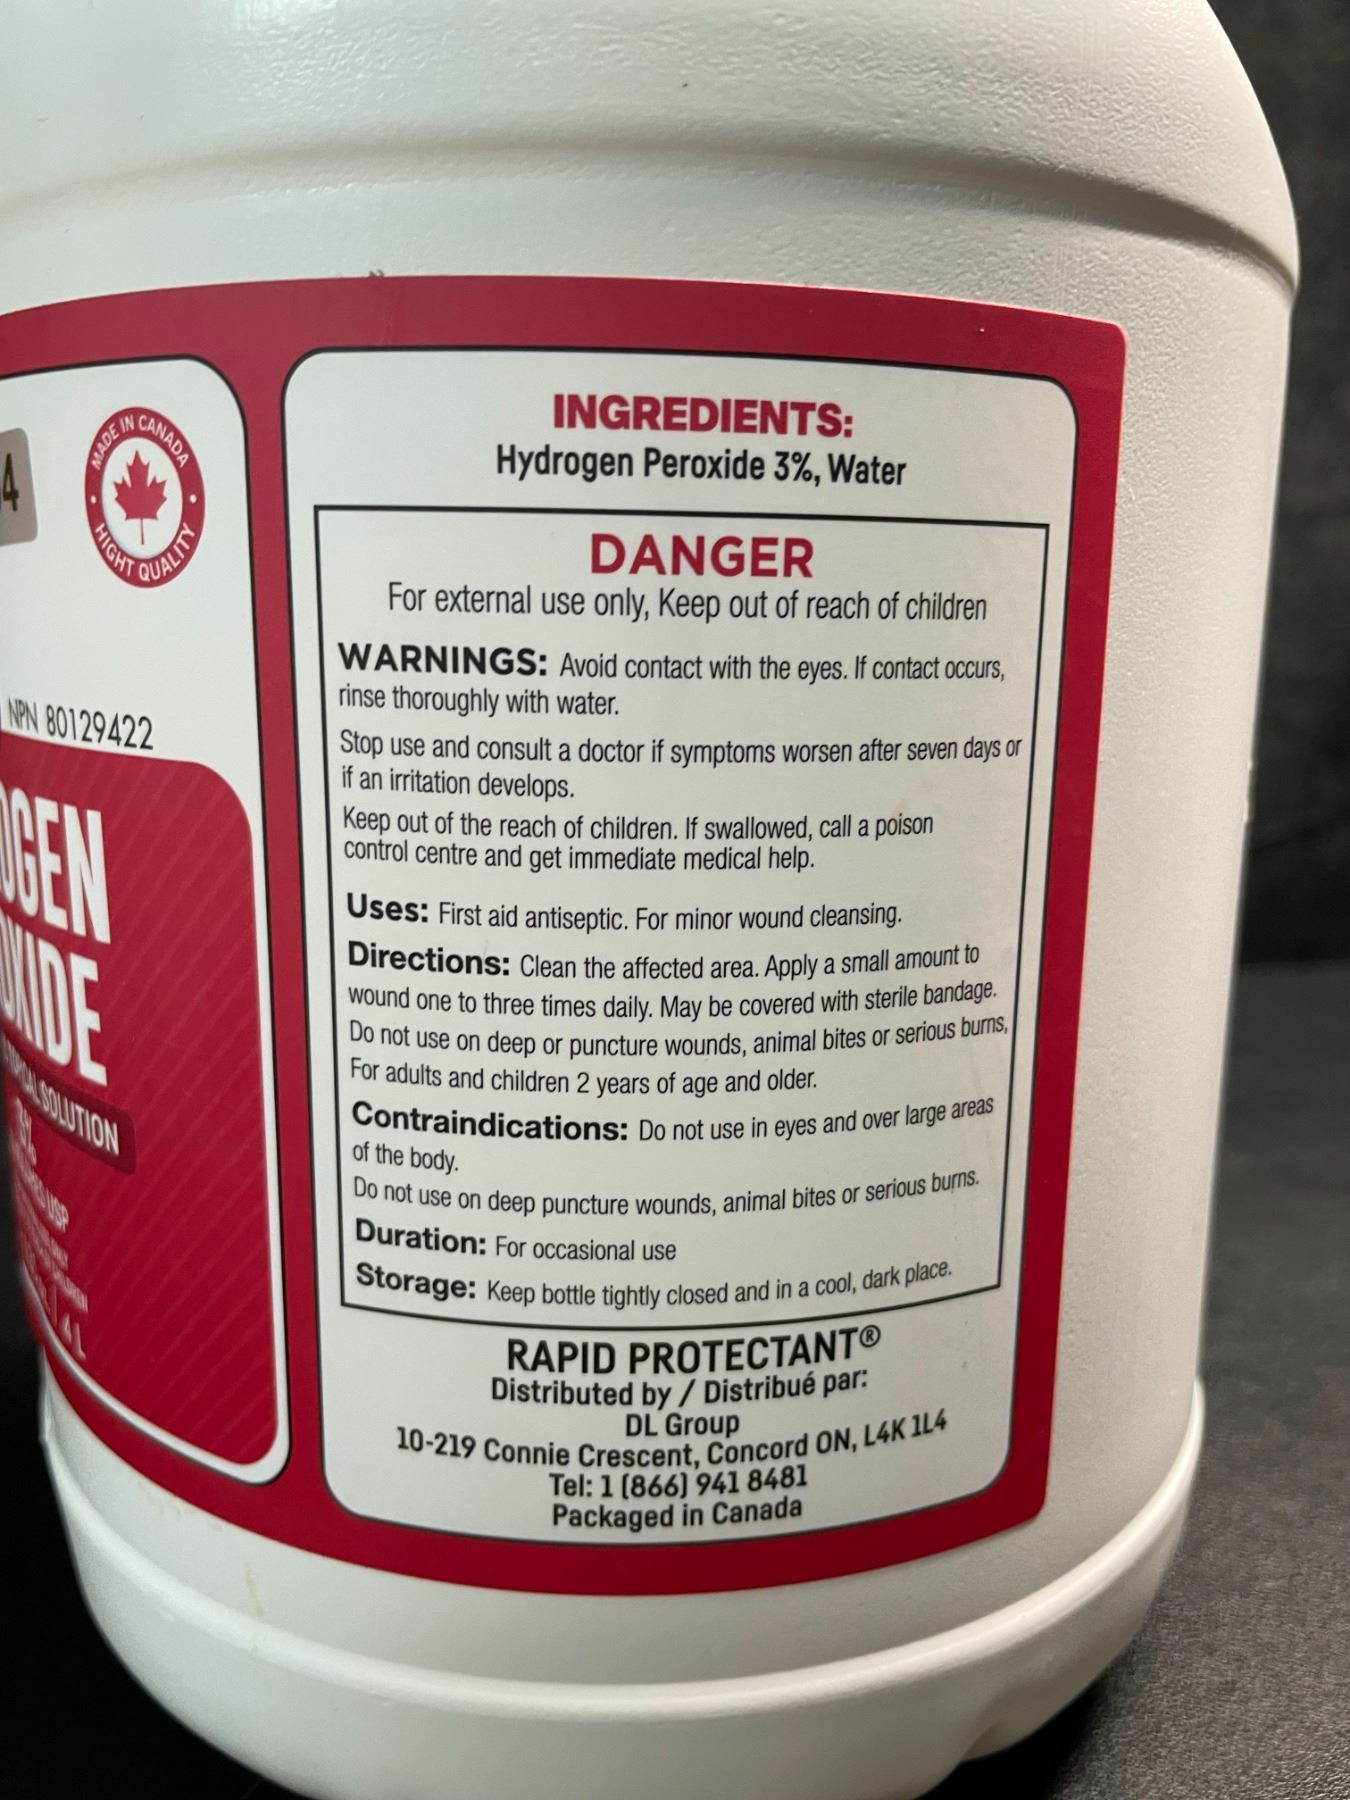 4
MADE IN CANADA
HIGHT QUALITY
NPN 80129422
SOLUTION
USP
4 L
INGREDIENTS:
Hydrogen Peroxide 3%, Water
DANGER
For external use only, Keep out of reach of children
WARNINGS: Avoid contact with the eyes. If contact occurs,
rinse thoroughly with water.
Stop use and consult a doctor if symptoms worsen after seven days or
if an irritation develops.
Keep out of the reach of children. If swallowed, call a poison
control centre and get immediate medical help.
Uses: First aid antiseptic. For minor wound cleansing.
Directions: Clean the affected area. Apply a small amount to
wound one to three times daily. May be covered with sterile bandage.
Do not use on deep or puncture wounds, animal bites or serious burns,
For adults and children 2 years of age and older.
Contraindications: Do not use in eyes and over large areas
of the body.
Do not use on deep puncture wounds, animal bites or serious burns.
Duration: For occasional use
Storage: Keep bottle tightly closed and in a cool, dark place.
RAPID PROTECTANT®
Distributed by / Distribué par:
DL Group
10-219 Connie Crescent, Concord ON, L4K 1L4
Tel: 1 (866) 941 8481
Packaged in Canada